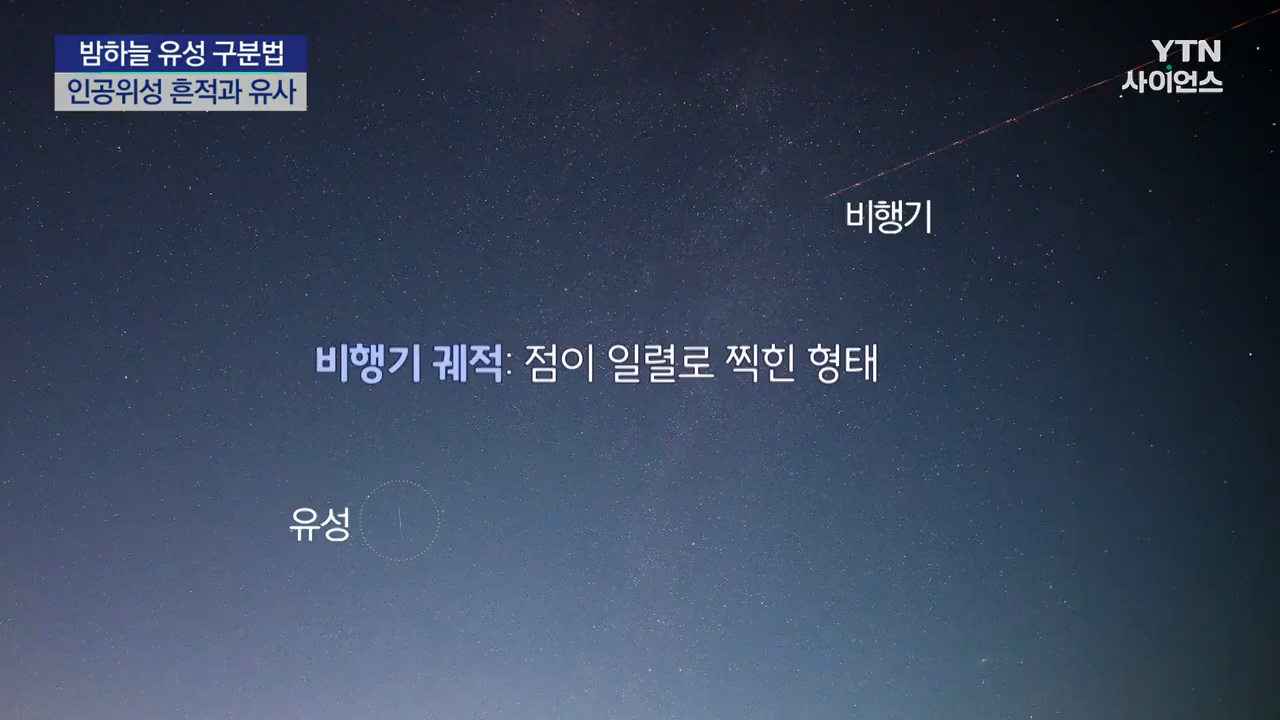 밤하늘 유성 구분법
인공위성 흔적과 유사
YTN
사이언스
비행기
비행기 궤적: 점이 일렬로 찍힌 형태
유성